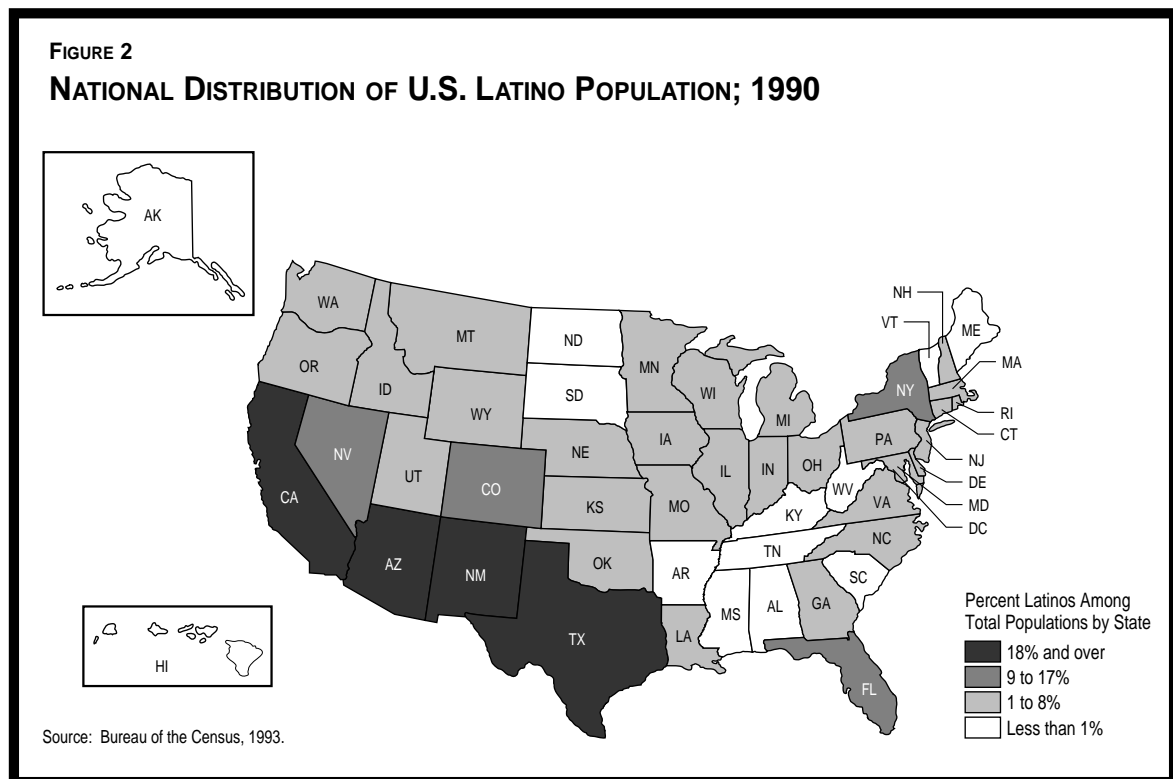 FIGURE 2
NATIONAL DISTRIBUTION OF U.S. LATINO POPULATION; 1990
AK
WA
OR
ID
MT
WY
NV
UT
CO
CA
AZ
NM
TX
ND
SD
NE
KS
OK
MN
IA
MO
AR
LA
WI
IL
MI
IN
OH
KY
TN
MS
AL
GA
FL
SC
NC
VA
WV
PA
NY
VT
NH
ME
MA
RI
CT
NJ
DE
MD
DC
HI
Percent Latinos Among
Total Populations by State
18% and over
9 to 17%
1 to 8%
Less than 1%
Source: Bureau of the Census, 1993.